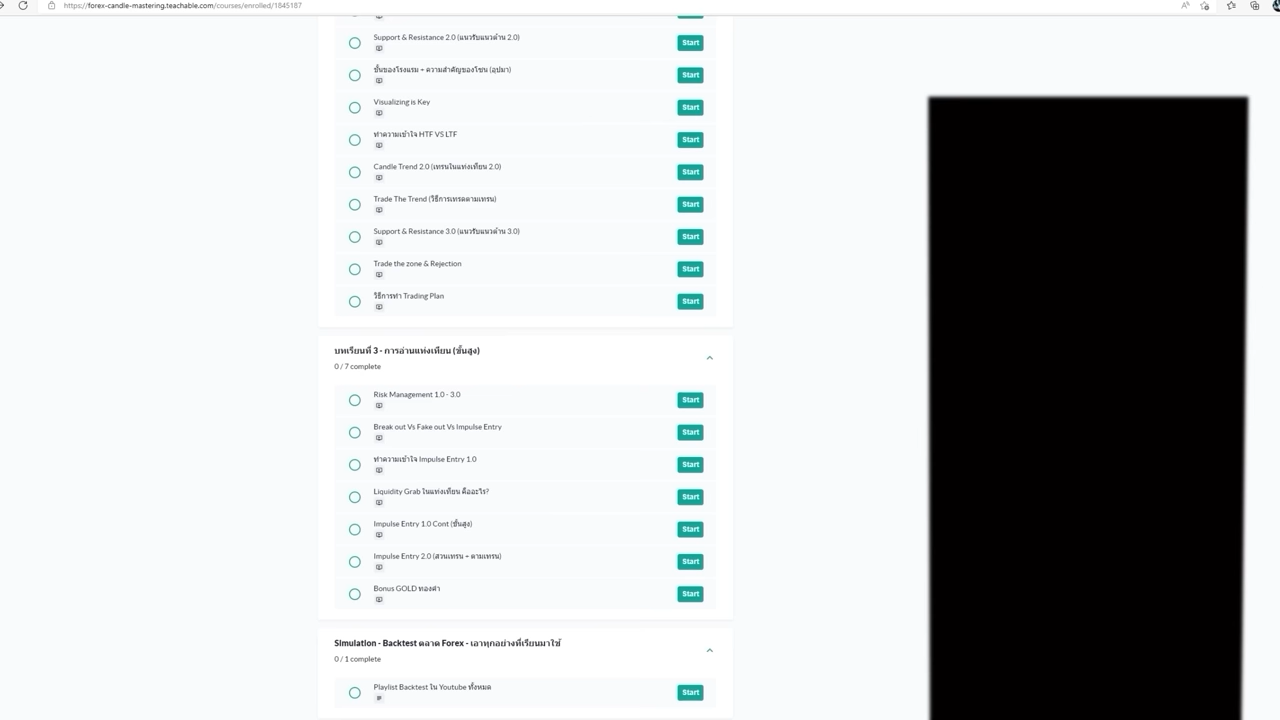 https://forex-candle-mastering.teachable.com/courses/enrolled/1845187
Support & Resistance 2.0 (แนวรับแนวต้าน 2.0)
Start
ชั้นของโรงแรม + ความสำคัญของโซน (อุปมา)
Start
Visualizing is Key
Start
ทำความเข้าใจ HTF VS LTF
Start
Candle Trend 2.0 (เทรนในแท่งเทียน 2.0)
Start
Trade The Trend (วิธีการเทรดตามเทรน)
Start
Support & Resistance 3.0 (แนวรับแนวต้าน 3.0)
Start
Trade the zone & Rejection
Start
วิธีการทำ Trading Plan
Start
บทเรียนที่ 3 - การอ่านแท่งเทียน (ขั้นสูง)
0 / 7 complete
Risk Management 1.0 - 3.0
Start
Break out Vs Fake out Vs Impulse Entry
Start
ทำความเข้าใจ Impulse Entry 1.0
Start
Liquidity Grab ในแท่งเทียน คืออะไร?
Start
Impulse Entry 1.0 Cont (ขั้นสูง)
Start
Impulse Entry 2.0 (สวนเทรน + ตามเทรน)
Start
Bonus GOLD ทองคำ
Start
Simulation - Backtest ตลาด Forex - เอาทุกอย่างที่เรียนมาใช้
0 / 1 complete
Playlist Backtest ใน Youtube ทั้งหมด
Start